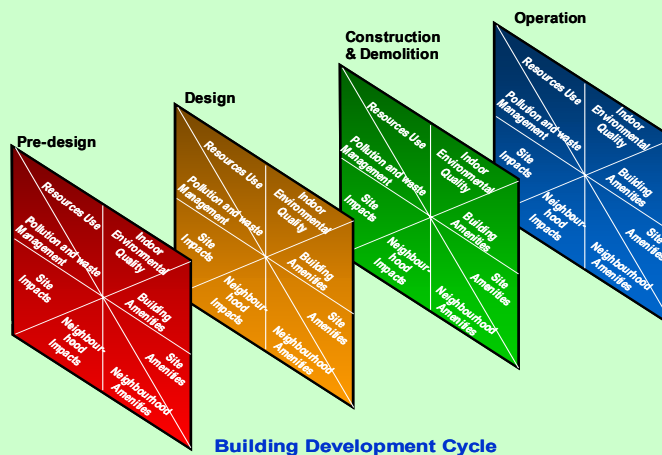 Pre-design
Resources Use
Pollution and waste
Management
Site
Impacts
Neighbour-
hood
Impacts
Indoor
Environmental
Quality
Building
Amenities
Site
Amenities
Neighbourhood
Amenities
Design
Resources Use
Pollution and waste
Management
Site
Impacts
Neighbour-
hood
Impacts
Indoor
Environmental
Quality
Building
Amenities
Site
Amenities
Neighbourhood
Amenities
Construction
& Demolition
Resources Use
Pollution and waste
Management
Site
Impacts
Neighbour-
hood
Impacts
Indoor
Environmental
Quality
Building
Amenities
Site
Amenities
Neighbourhood
Amenities
Operation
Resources Use
Pollution and waste
Management
Site
Impacts
Neighbour-
hood
Impacts
Indoor
Environmental
Quality
Building
Amenities
Site
Neighbourhood
Amenities
Building Development Cycle